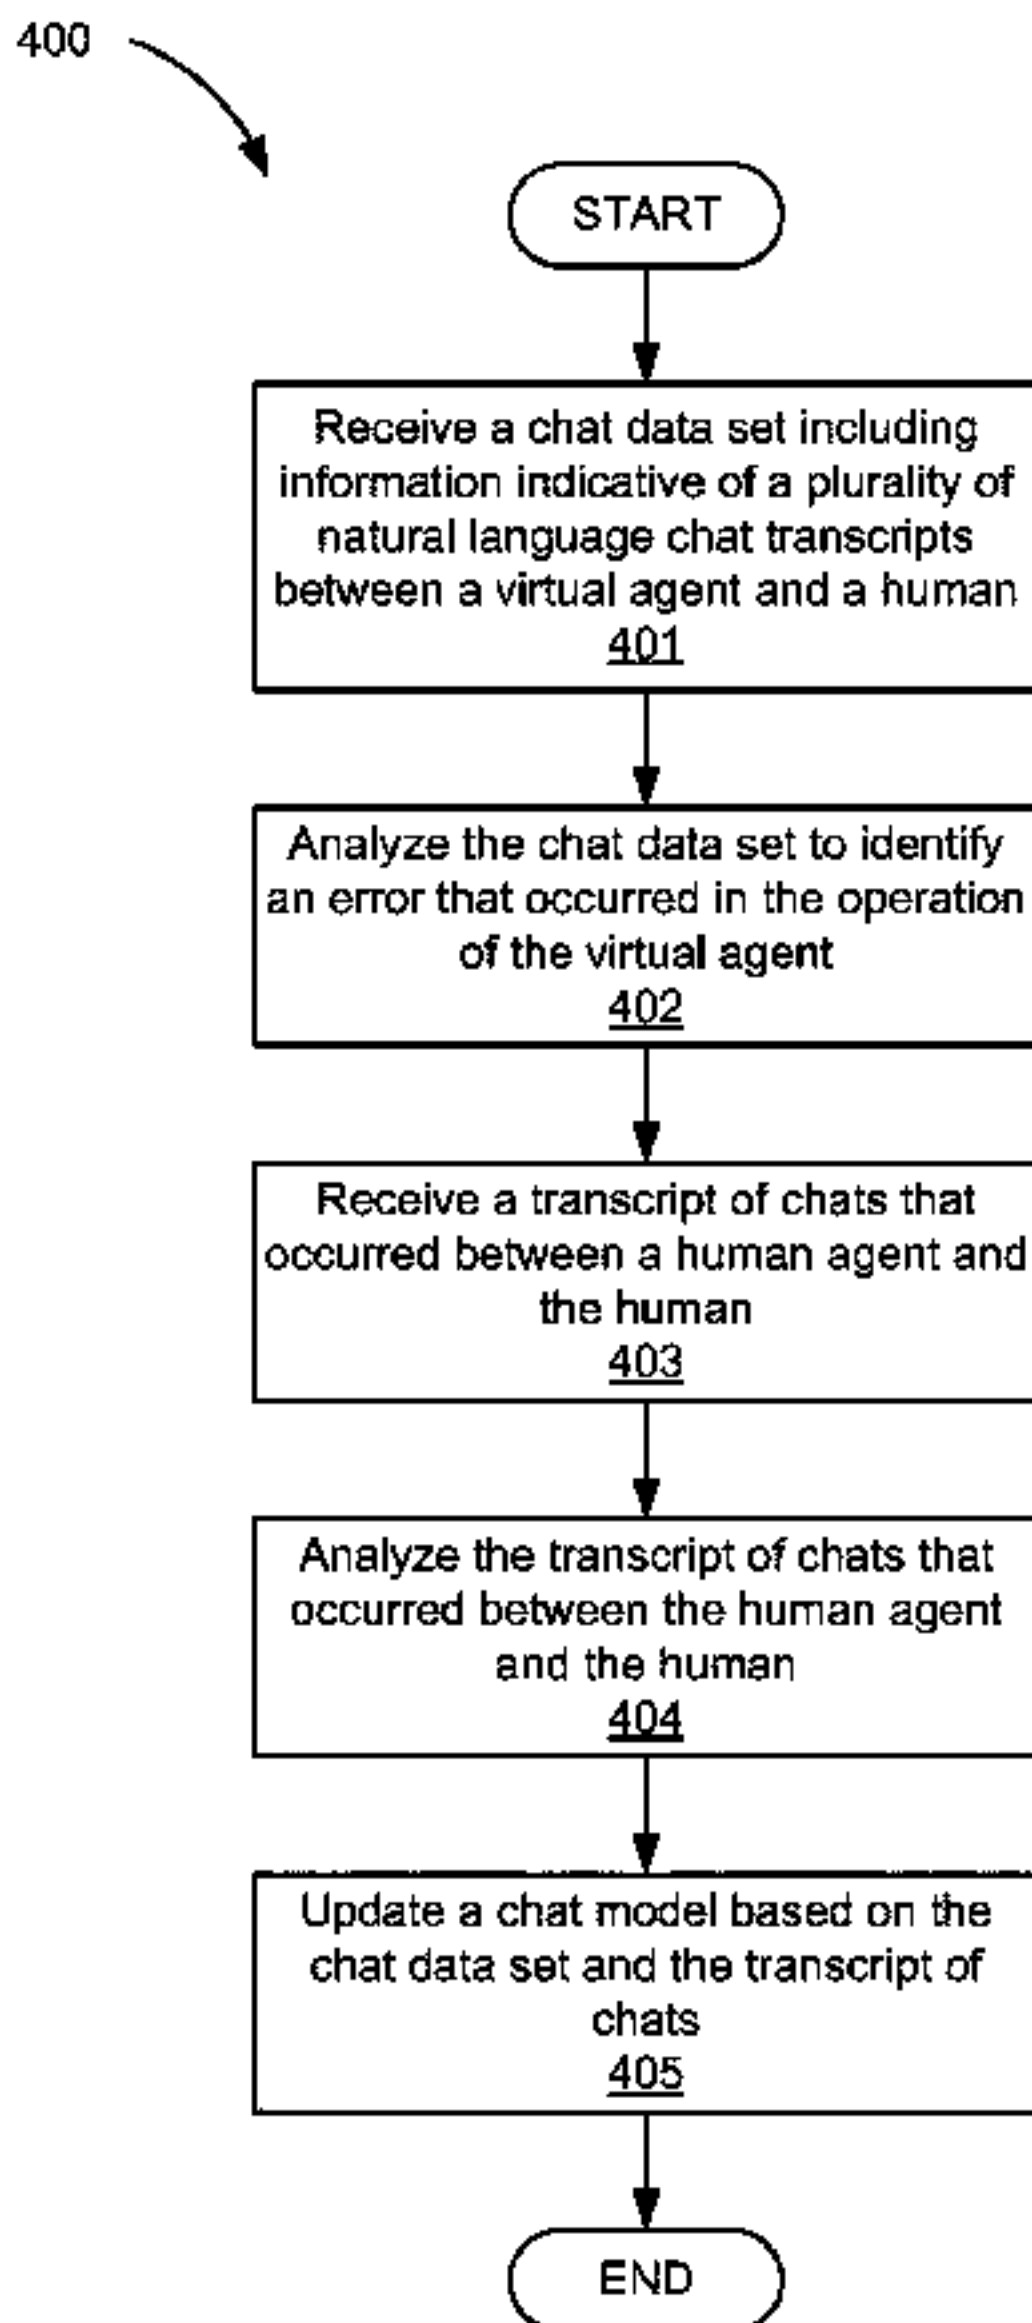 400
START
Receive a chat data set including
information indicative of a plurality of
natural language chat transcripts
between a virtual agent and a human
401
Analyze the chat data set to identify
an error that occurred in the operation
of the virtual agent
402
Receive a transcript of chats that
occurred between a human agent and
the human
403
Analyze the transcript of chats that
occurred between the human agent
and the human
404
Update a chat model based on the
chat data set and the transcript of
chats
405
END